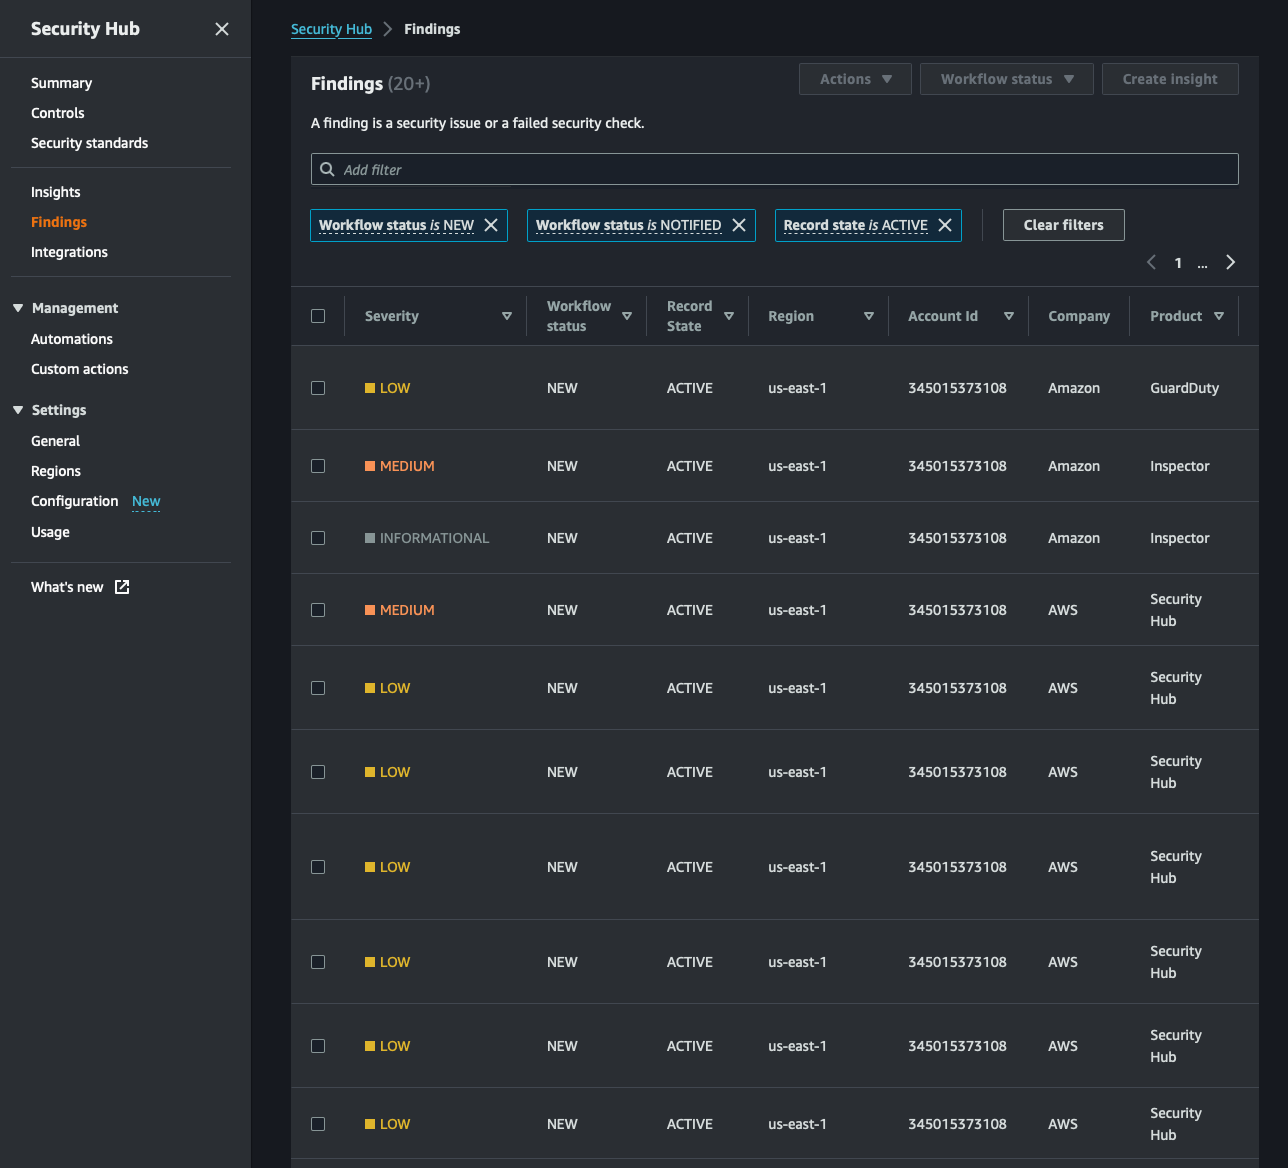 Security Hub
Summary
Controls
Security standards
Insights
Findings
Integrations
Management
Automations
Custom actions
Settings
General
Regions
Configuration New
Usage
What's new
Security Hub Findings
Findings (20+)
Actions Workflow status Create insight
A finding is a security issue or a failed security check.
Add filter
Workflow status is NEW Workflow status is NOTIFIED Record state is ACTIVE Clear filters
1 ...
Severity Workflow status Record State Region Account Id Company Product
LOW NEW ACTIVE us-east-1 345015373108 Amazon GuardDuty
MEDIUM NEW ACTIVE us-east-1 345015373108 Amazon Inspector
INFORMATIONAL NEW ACTIVE us-east-1 345015373108 Amazon Inspector
MEDIUM NEW ACTIVE us-east-1 345015373108 AWS Security Hub
LOW NEW ACTIVE us-east-1 345015373108 AWS Security Hub
LOW NEW ACTIVE us-east-1 345015373108 AWS Security Hub
LOW NEW ACTIVE us-east-1 345015373108 AWS Security Hub
LOW NEW ACTIVE us-east-1 345015373108 AWS Security Hub
LOW NEW ACTIVE us-east-1 345015373108 AWS Security Hub
LOW NEW ACTIVE us-east-1 345015373108 AWS Security Hub